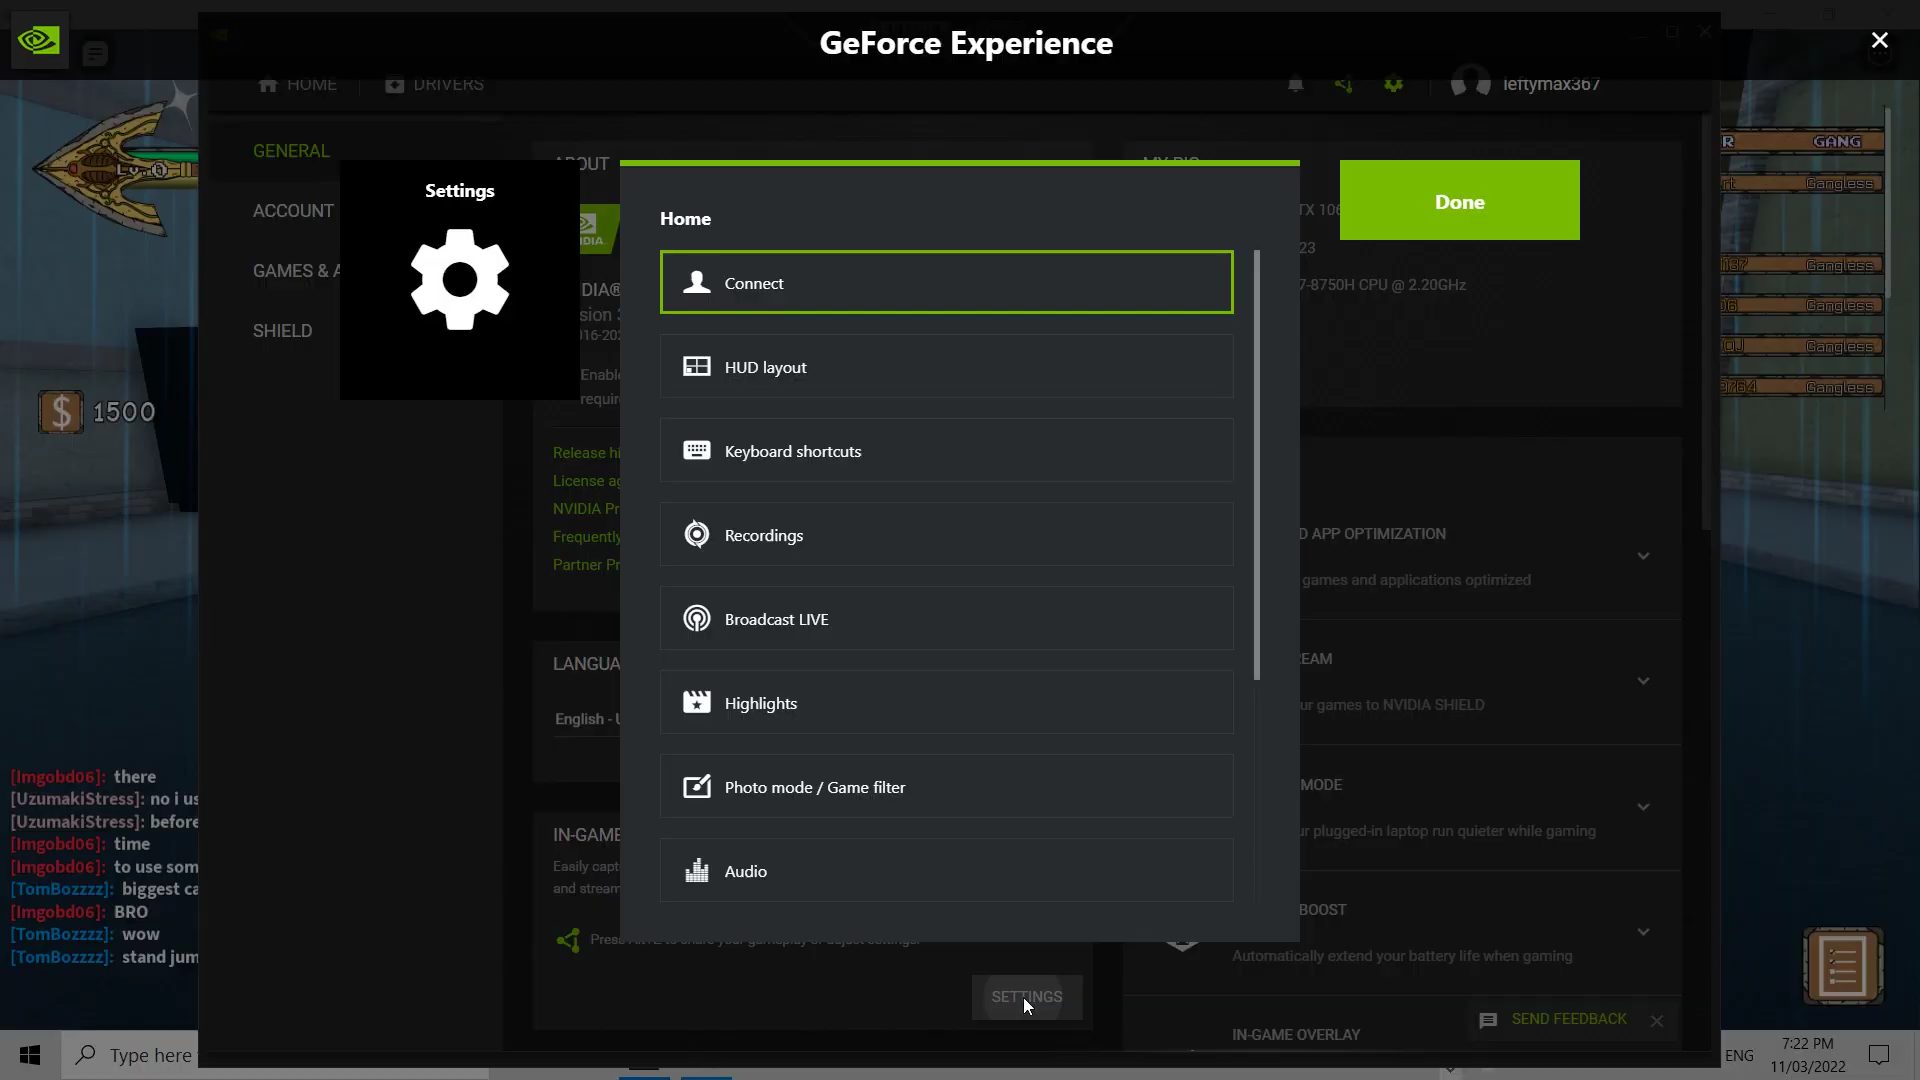 GeForce Experience
HOME
DRIVERS
leftymax367
GENERAL
ACCOUNT
GAMES & A
SHIELD
Lv. 0
1500
Settings
Home
Connect
HUD layout
Keyboard shortcuts
Recordings
Broadcast LIVE
Highlights
Photo mode / Game filter
Audio
Done
GANG
Gangless
Gangless
Gangless
Gangless
Gangless
7-8750H CPU @ 2.20GHz
Release hi
License ag
NVIDIA Pr
Frequently
Partner Pr
LANGUA
English - U
IN-GAME
Easily capt
and stream
SETTINGS
D APP OPTIMIZATION
games and applications optimized
EAM
ur games to NVIDIA SHIELD
MODE
ur plugged-in laptop run quieter while gaming
BOOST
Automatically extend your battery life when gaming
IN-GAME OVERLAY
SEND FEEDBACK
[Imgobd06]: there
[UzumakiStress]: no i us
[UzumakiStress]: before
[Imgobd06]: time
[Imgobd06]: to use som
[TomBozzzz]: biggest ca
[Imgobd06]: BRO
[TomBozzzz]: wow
[TomBozzzz]: stand jum
Type here
ENG
7:22 PM
11/03/2022